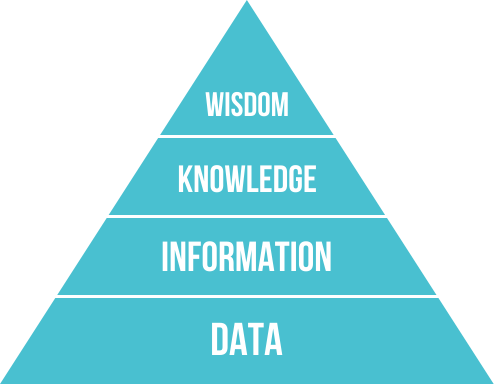 WISDOM
KNOWLEDGE
INFORMATION
DATA